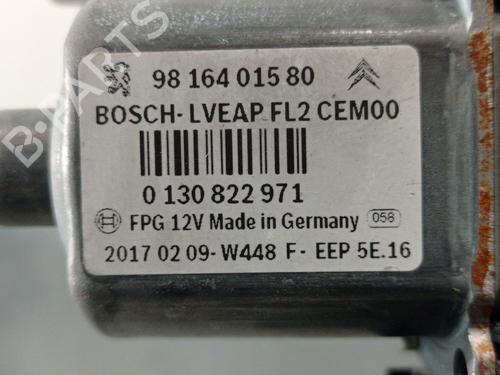 98 164 015 80
BOSCH- LVEAP FL2 CEM00
0 130 822 971
FPG 12V Made in Germany 058
2017 02 09-W448 F- EEP 5E.16
B-PARTS